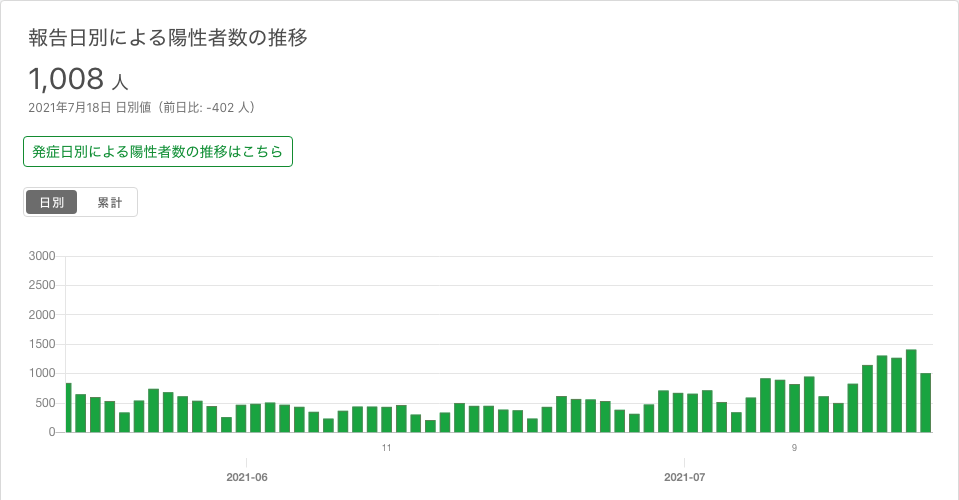 報告日別による陽性者数の推移
1,008 人
2021年7月18日 日別値（前日比: -402 人）
発症日別による陽性者数の推移はこちら
日別 累計
3000
2500
2000
1500
1000
500
0
11 9
2021-06 2021-07